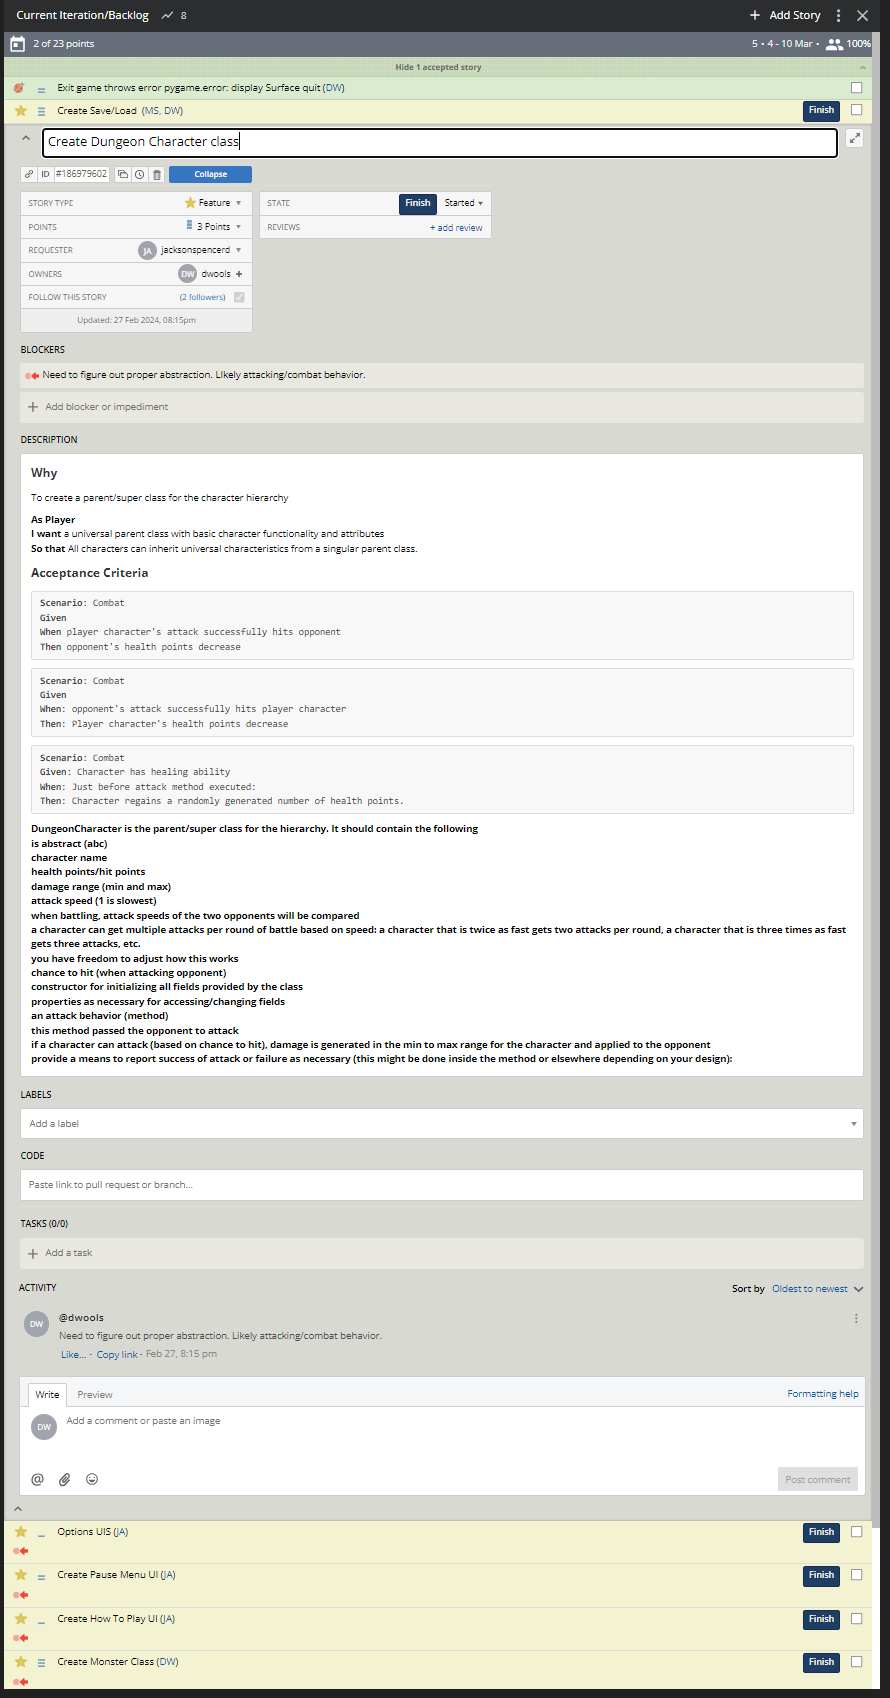 Current Iteration/Backlog 8 + Add Story
2 of 23 points 5 • 4 - 10 Mar • 100%
Hide 1 accepted story
Exit game throws error pygame.error: display Surface quit (DW)
Create Save/Load (MS, DW) Finish
Create Dungeon Character class
ID #186979602 Collapse
STORY TYPE Feature STATE Finish Started
POINTS 3 Points REVIEWS + add review
REQUESTER JA jacksonspencerd
OWNERS DW dwools +
FOLLOW THIS STORY (2 followers)
Updated: 27 Feb 2024, 08:15pm
BLOCKERS
Need to figure out proper abstraction. LIkely attacking/combat behavior.
+ Add blocker or impediment
DESCRIPTION
Why
To create a parent/super class for the character hierarchy
As Player
I want a universal parent class with basic character functionality and attributes
So that All characters can inherit universal characteristics from a singular parent class.
Acceptance Criteria
Scenario: Combat
Given
When player character's attack successfully hits opponent
Then opponent's health points decrease
Scenario: Combat
Given
When: opponent's attack successfully hits player character
Then: Player character's health points decrease
Scenario: Combat
Given: Character has healing ability
When: Just before attack method executed:
Then: Character regains a randomly generated number of health points.
DungeonCharacter is the parent/super class for the hierarchy. It should contain the following
is abstract (abc)
character name
health points/hit points
damage range (min and max)
attack speed (1 is slowest)
when battling, attack speeds of the two opponents will be compared
a character can get multiple attacks per round of battle based on speed: a character that is twice as fast gets two attacks per round, a character that is three times as fast
gets three attacks, etc.
you have freedom to adjust how this works
chance to hit (when attacking opponent)
constructor for initializing all fields provided by the class
properties as necessary for accessing/changing fields
an attack behavior (method)
this method passed the opponent to attack
if a character can attack (based on chance to hit), damage is generated in the min to max range for the character and applied to the opponent
provide a means to report success of attack or failure as necessary (this might be done inside the method or elsewhere depending on your design):
LABELS
Add a label
CODE
Paste link to pull request or branch...
TASKS (0/0)
+ Add a task
ACTIVITY Sort by Oldest to newest
DW @dwools
Need to figure out proper abstraction. Likely attacking/combat behavior.
Like... • Copy link • Feb 27, 8:15 pm
Write Preview Formatting help
DW Add a comment or paste an image
@ Post comment
Options UIS (JA) Finish
Create Pause Menu UI (JA) Finish
Create How To Play UI (JA) Finish
Create Monster Class (DW) Finish